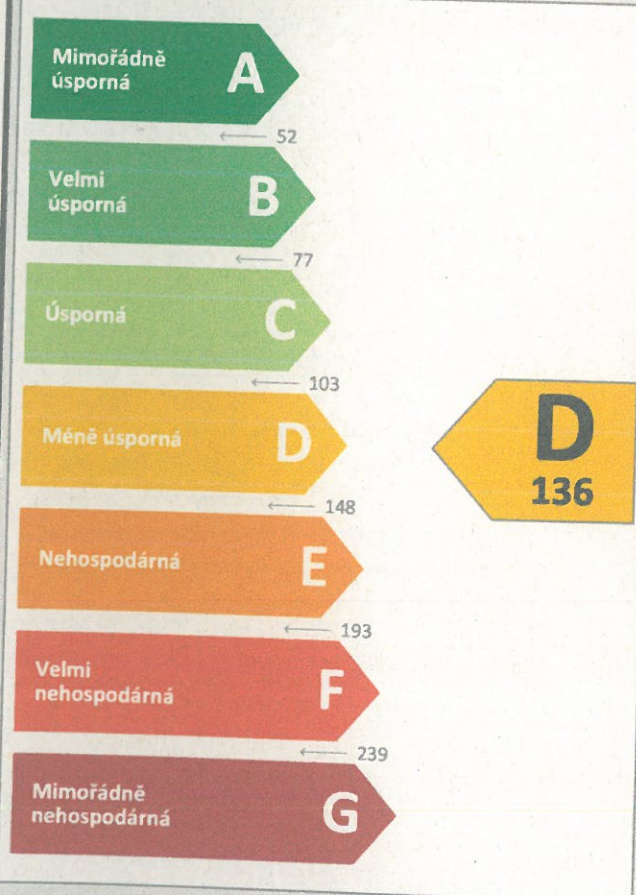 Mimořádně
úsporná
A
52
Velmi
úsporná
B
77
Úsporná
C
103
Méně úsporná
D
148
D
136
Nehospodárná
E
193
Velmi
nehospodárná
F
239
Mimořádně
nehospodárná
G